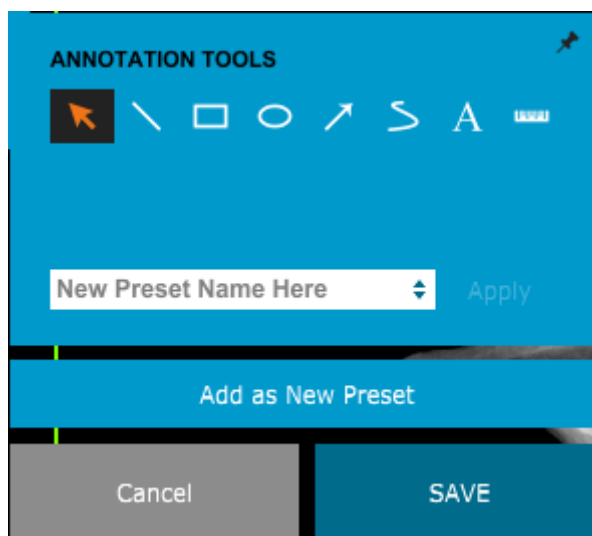 ANNOTATION TOOLS
A
New Preset Name Here
Apply
Add as New Preset
Cancel
SAVE